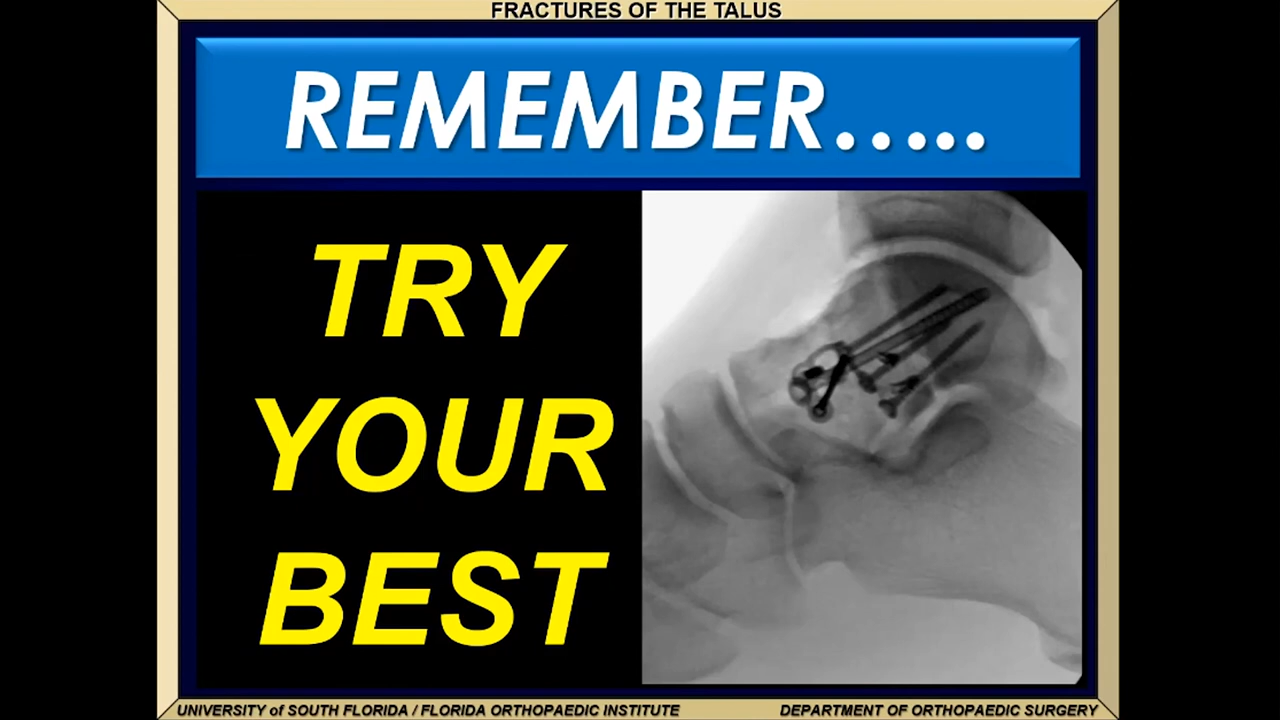 FRACTURES OF THE TALUS
REMEMBER…..
TRY
YOUR
BEST
UNIVERSITY of SOUTH FLORIDA / FLORIDA ORTHOPAEDIC INSTITUTE
DEPARTMENT OF ORTHOPAEDIC SURGERY